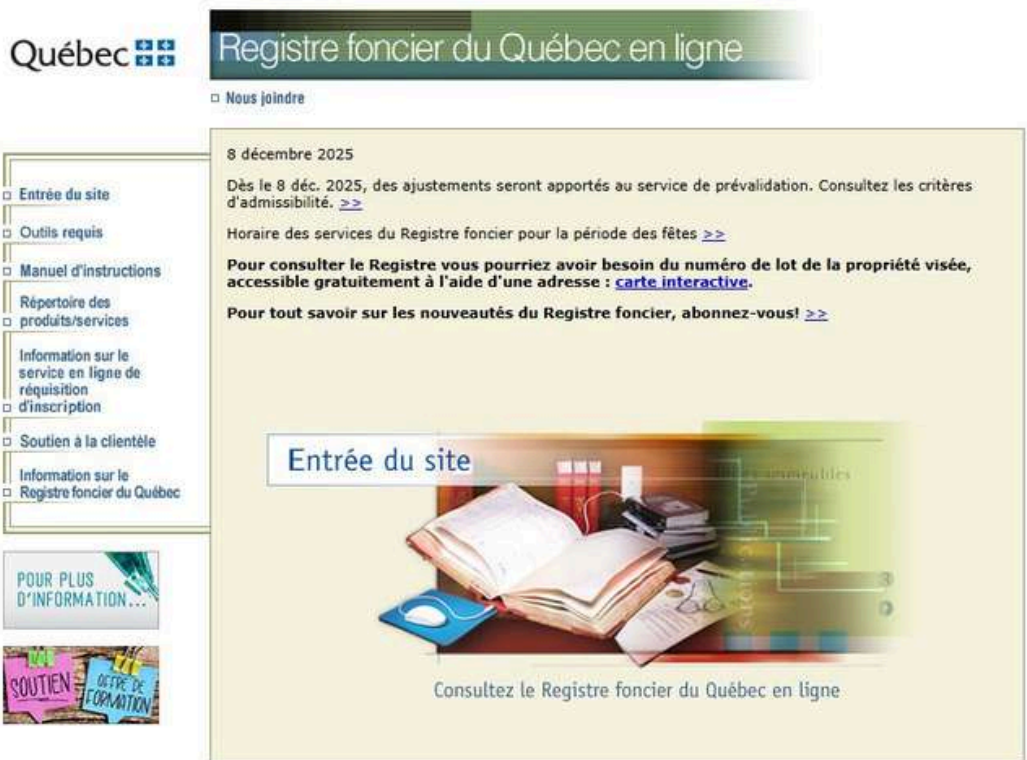 Québec
Registre foncier du Québec en ligne
Nous joindre
Entrée du site
Outils requis
Manuel d'instructions
Répertoire des
produits/services
Information sur le
service en ligne de
réquisition
d'inscription
Soutien à la clientèle
Information sur le
Registre foncier du Québec
POUR PLUS
D'INFORMATION...
SOUTIEN
OFFRE DE
FORMATION
8 décembre 2025
Dès le 8 déc. 2025, des ajustements seront apportés au service de prévalidation. Consultez les critères
d'admissibilité. >>
Horaire des services du Registre foncier pour la période des fêtes >>
Pour consulter le Registre vous pourriez avoir besoin du numéro de lot de la propriété visée,
accessible gratuitement à l'aide d'une adresse : carte interactive.
Pour tout savoir sur les nouveautés du Registre foncier, abonnez-vous! >>
Entrée du site
immeubles
Consultez le Registre foncier du Québec en ligne